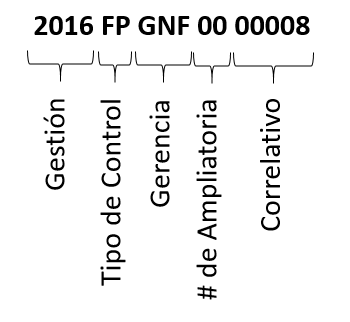 2016 FP GNF 00 00008
Gestión
Tipo de Control
Gerencia
# de Ampliatoria
Correlativo